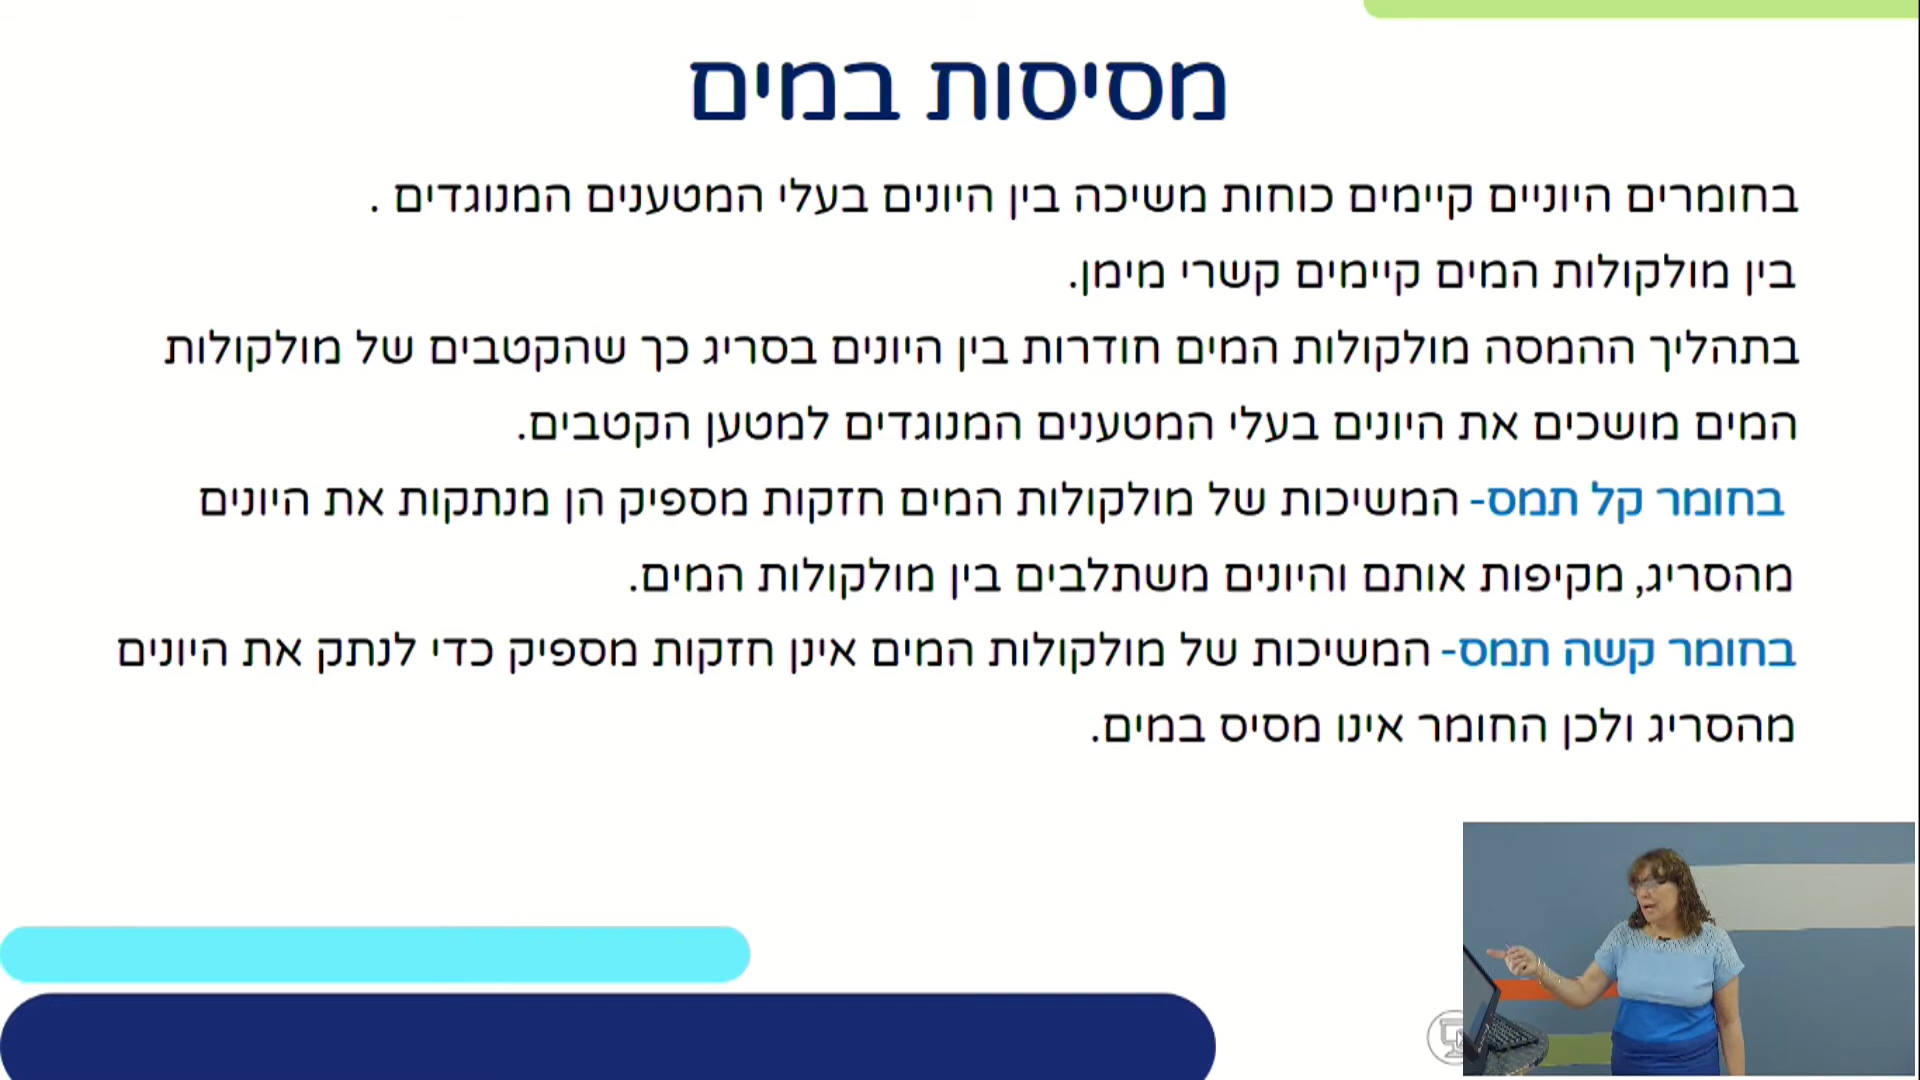 מסיסות במים
בחומרים היוניים קיימים כוחות משיכה בין היונים בעלי המטענים המנוגדים .
בין מולקולות המים קיימים קשרי מימן.
בתהליך ההמסה מולקולות המים חודרות בין היונים בסריג כך שהקטבים של מולקולות
המים מושכים את היונים בעלי המטענים המנוגדים למטען הקטבים.
בחומר קל תמס- המשיכות של מולקולות המים חזקות מספיק הן מנתקות את היונים
מהסריג, מקיפות אותם והיונים משתלבים בין מולקולות המים.
בחומר קשה תמס- המשיכות של מולקולות המים אינן חזקות מספיק כדי לנתק את היונים
מהסריג ולכן החומר אינו מסיס במים.